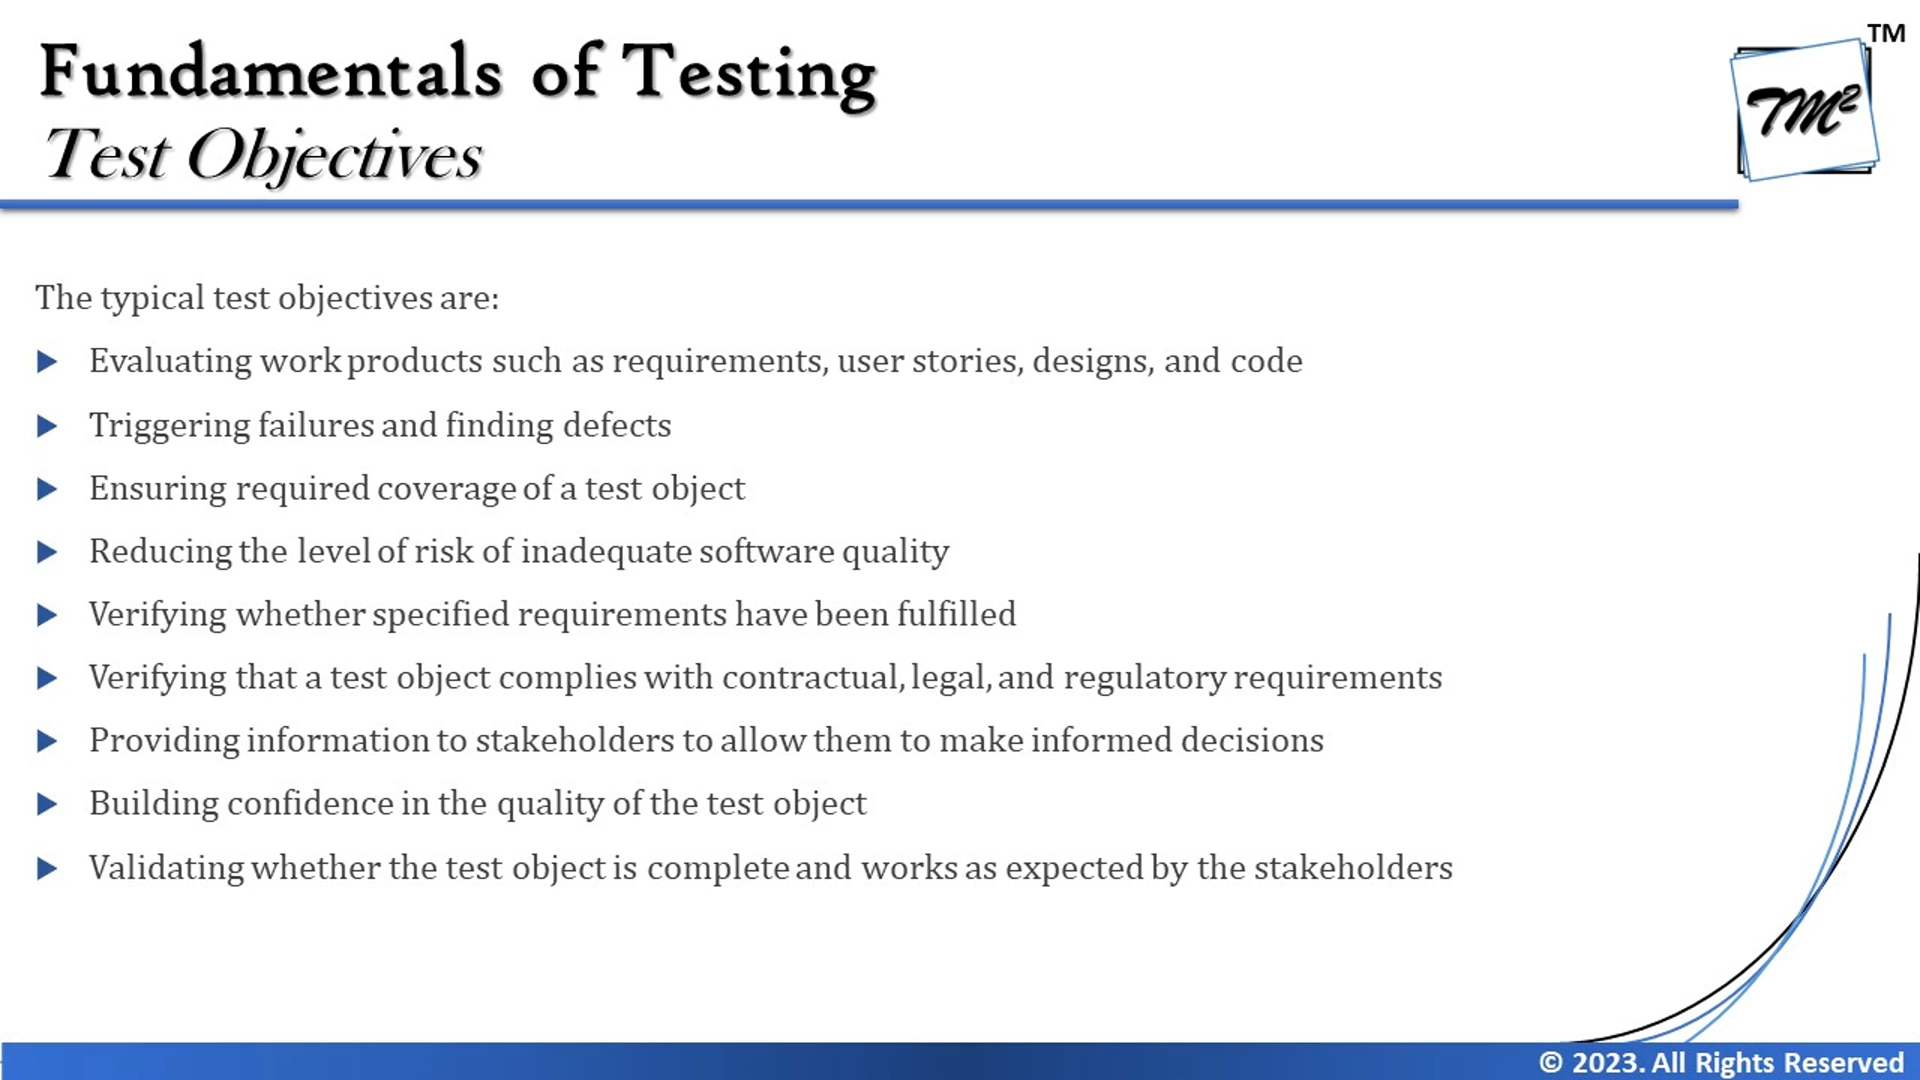 Fundamentals of Testing
Test Objectives
TM
TM²
The typical test objectives are:
Evaluating work products such as requirements, user stories, designs, and code
Triggering failures and finding defects
Ensuring required coverage of a test object
Reducing the level of risk of inadequate software quality
Verifying whether specified requirements have been fulfilled
Verifying that a test object complies with contractual, legal, and regulatory requirements
Providing information to stakeholders to allow them to make informed decisions
Building confidence in the quality of the test object
Validating whether the test object is complete and works as expected by the stakeholders
© 2023. All Rights Reserved